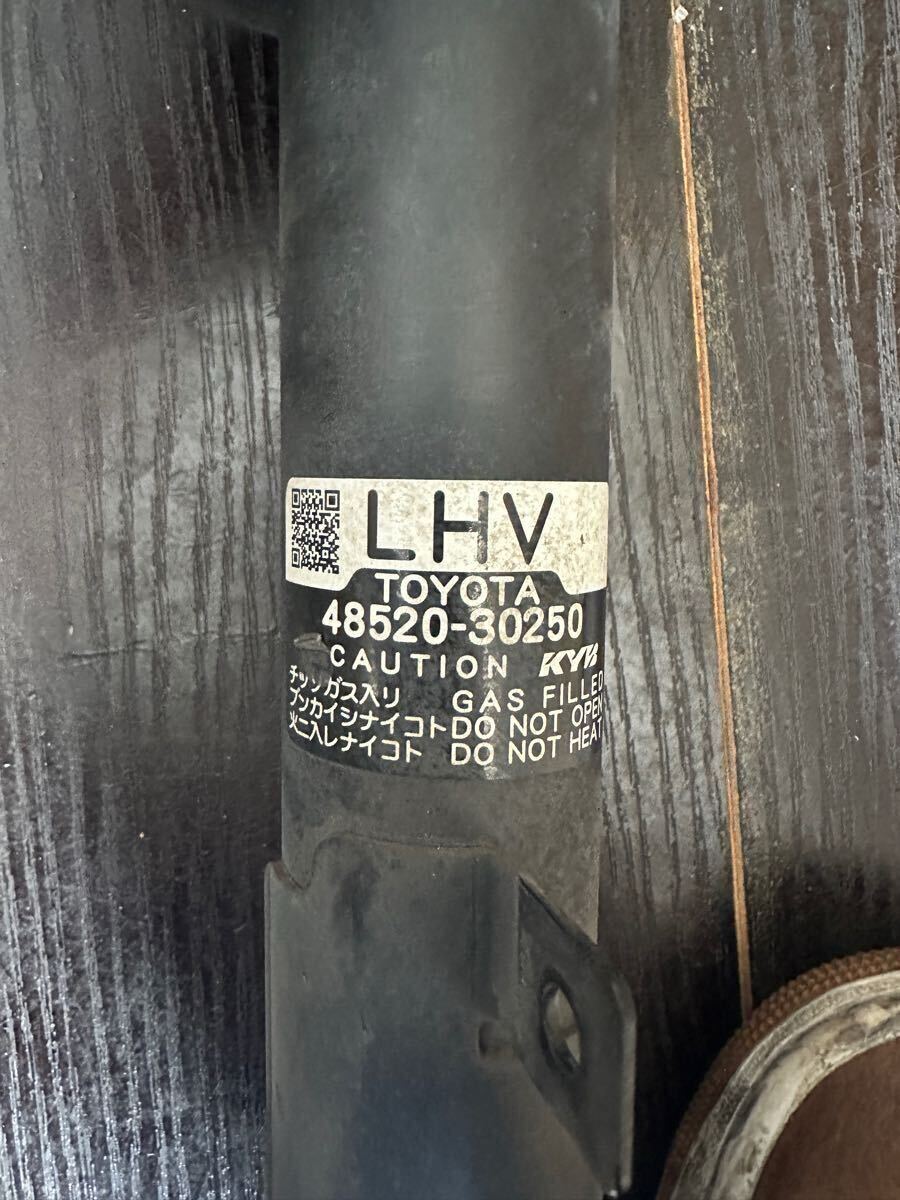 LHV
TOYOTA
48520-30250
CAUTION KYB
チッソガス入リ GAS FILLED
ブンカイシナイコト DO NOT OPEN
火ニ入レナイコト DO NOT HEAT